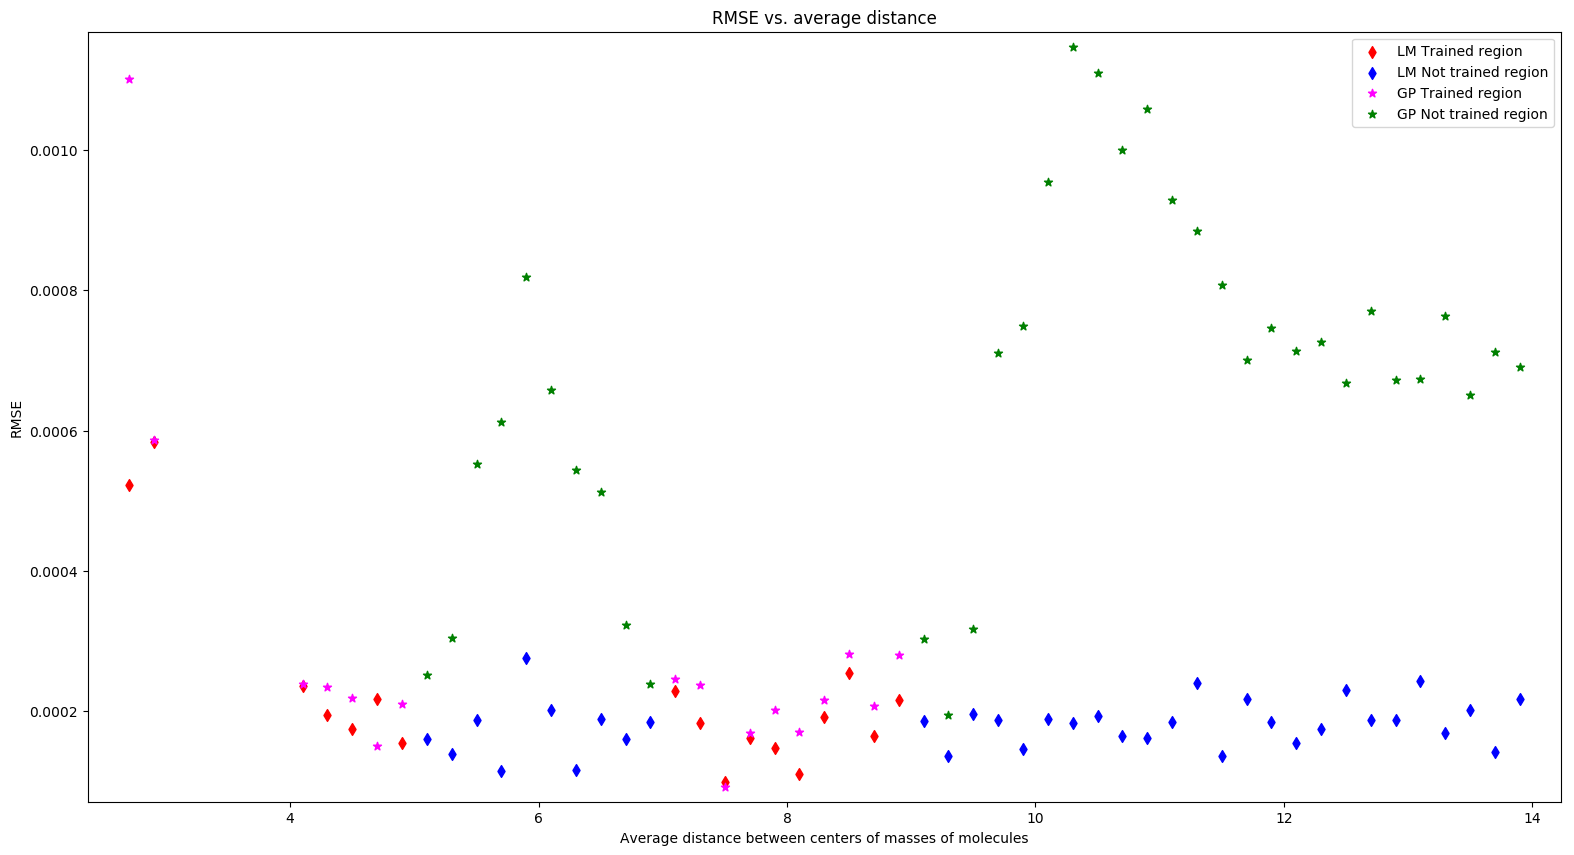 RMSE vs. average distance
LM Trained region
LM Not trained region
GP Trained region
GP Not trained region
0.0010
0.0008
0.0006
0.0004
0.0002
RMSE
4 6 8 10 12 14
Average distance between centers of masses of molecules